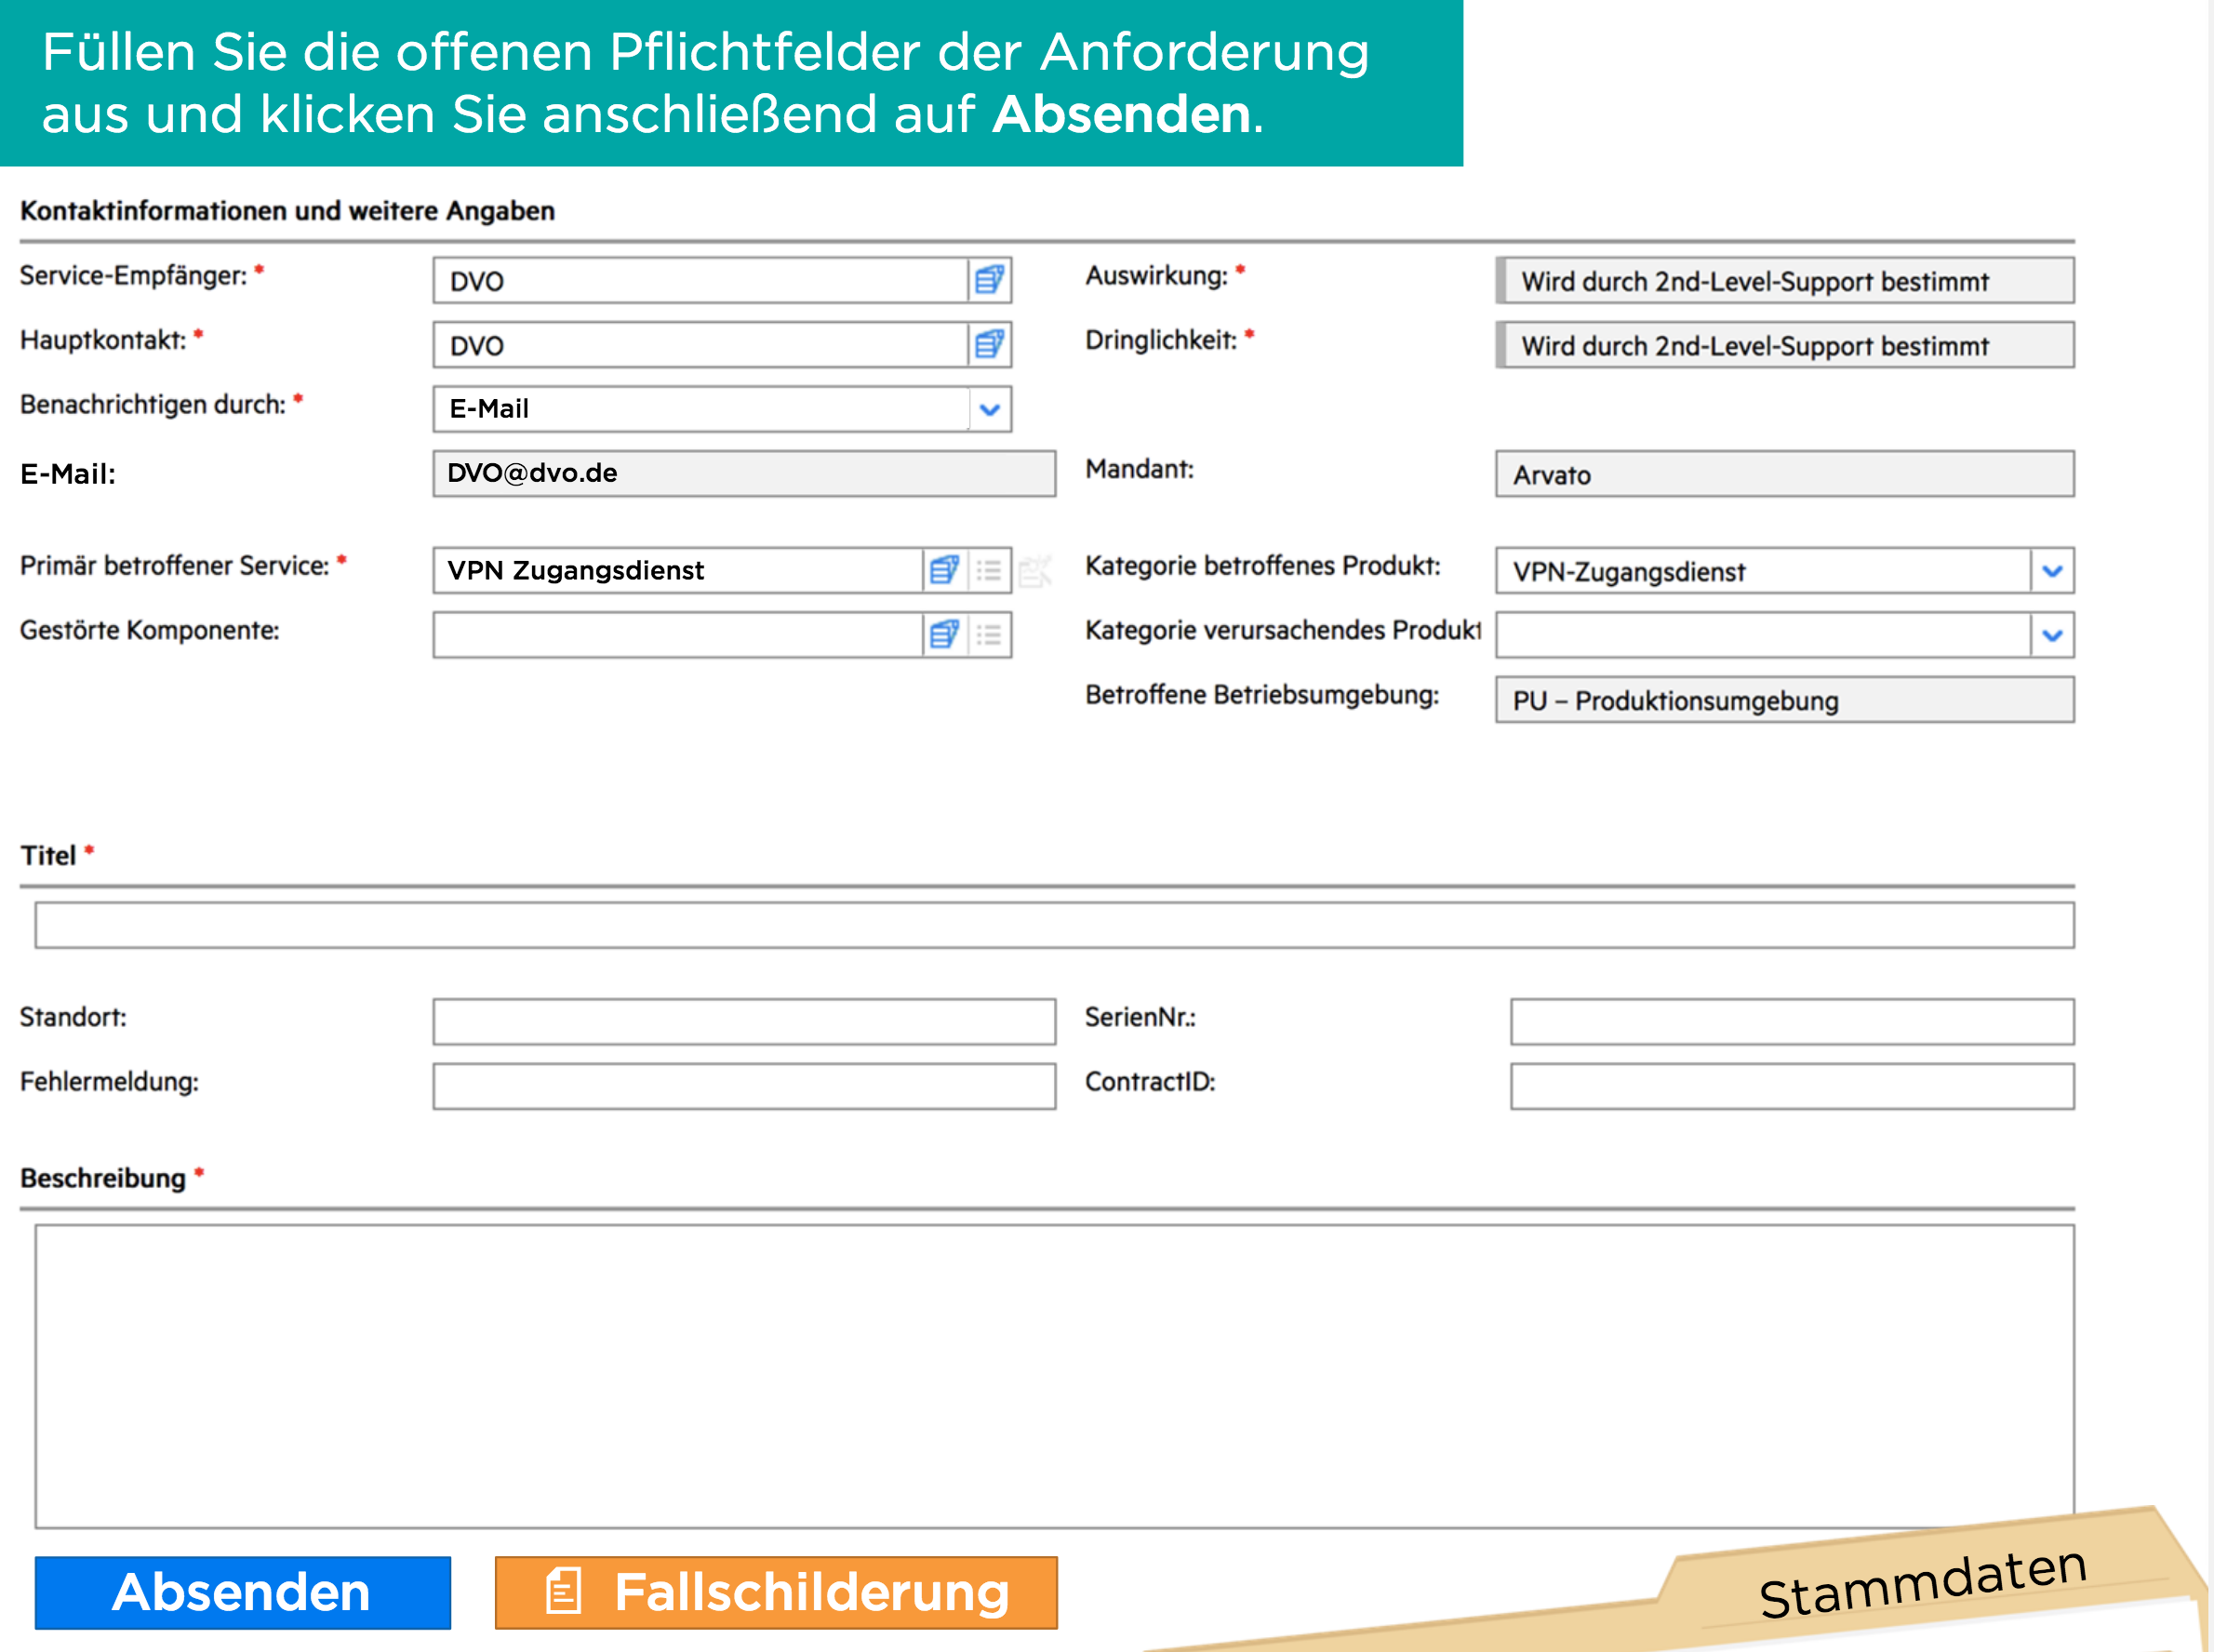 Füllen Sie die offenen Pflichtfelder der Anforderung
aus und klicken Sie anschließend auf Absenden.
Kontaktinformationen und weitere Angaben
Service-Empfänger: *
DVO
Auswirkung: *
Wird durch 2nd-Level-Support bestimmt
Hauptkontakt: *
DVO
Dringlichkeit: *
Wird durch 2nd-Level-Support bestimmt
Benachrichtigen durch: *
E-Mail
E-Mail:
DVO@dvo.de
Mandant:
Arvato
Primär betroffener Service: *
VPN Zugangsdienst
Kategorie betroffenes Produkt:
VPN-Zugangsdienst
Gestörte Komponente:
Kategorie verursachendes Produkt
Betroffene Betriebsumgebung:
PU – Produktionsumgebung
Titel *
Standort:
SerienNr.:
Fehlermeldung:
ContractID:
Beschreibung *
Absenden
Fallschilderung
Stammdaten